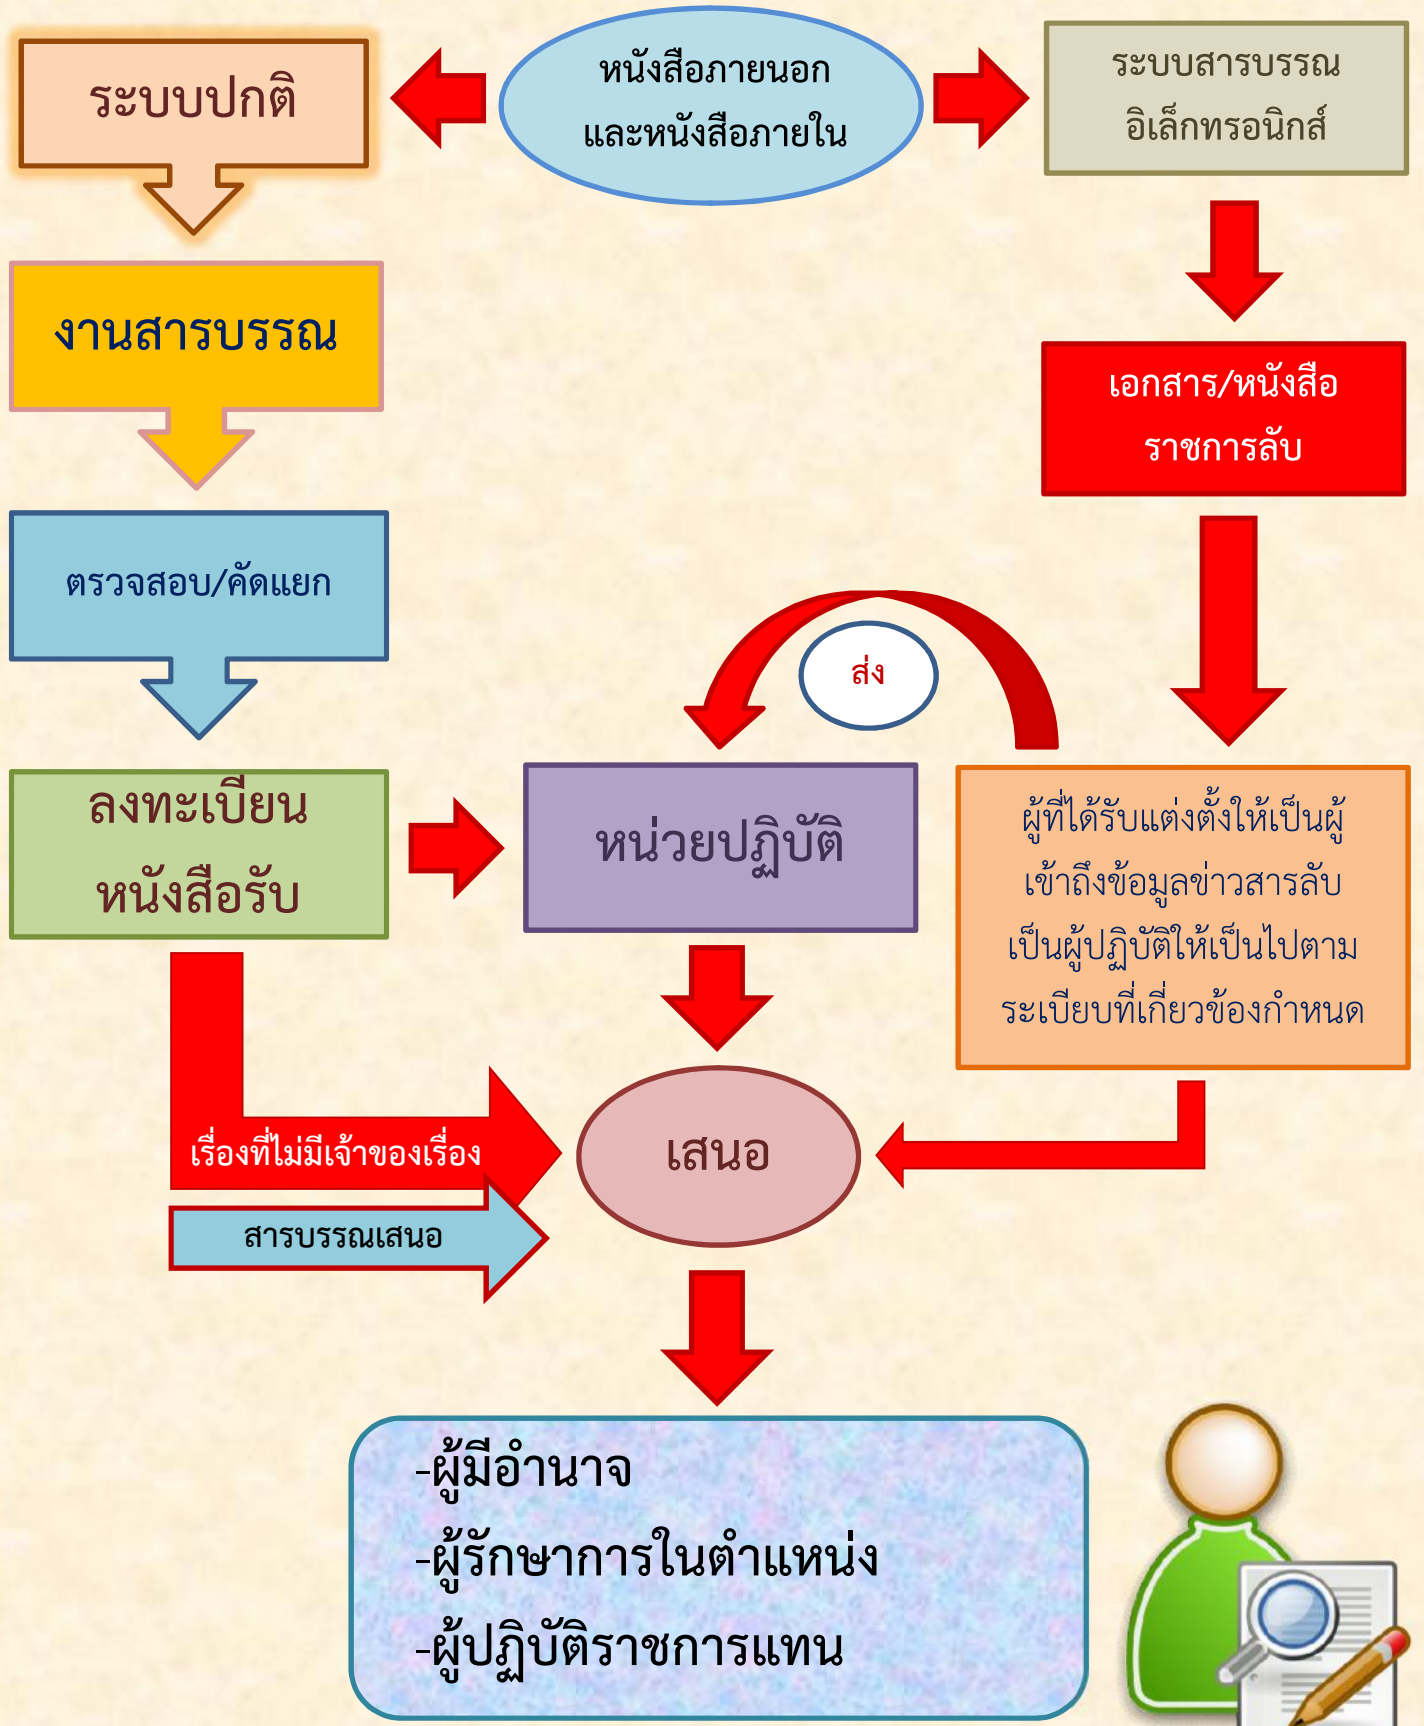 หนังสือภายนอก
และหนังสือภายใน
ระบบปกติ
ระบบสารบรรณ
อิเล็กทรอนิกส์
งานสารบรรณ
เอกสาร/หนังสือ
ราชการลับ
ตรวจสอบ/คัดแยก
ส่ง
ลงทะเบียน
หนังสือรับ
หน่วยปฏิบัติ
ผู้ที่ได้รับแต่งตั้งให้เป็นผู้
เข้าถึงข้อมูลข่าวสารลับ
เป็นผู้ปฏิบัติให้เป็นไปตาม
ระเบียบที่เกี่ยวข้องกำหนด
เรื่องที่ไม่มีเจ้าของเรื่อง
เสนอ
สารบรรณเสนอ
-ผู้มีอำนาจ
-ผู้รักษาการในตำแหน่ง
-ผู้ปฏิบัติราชการแทน